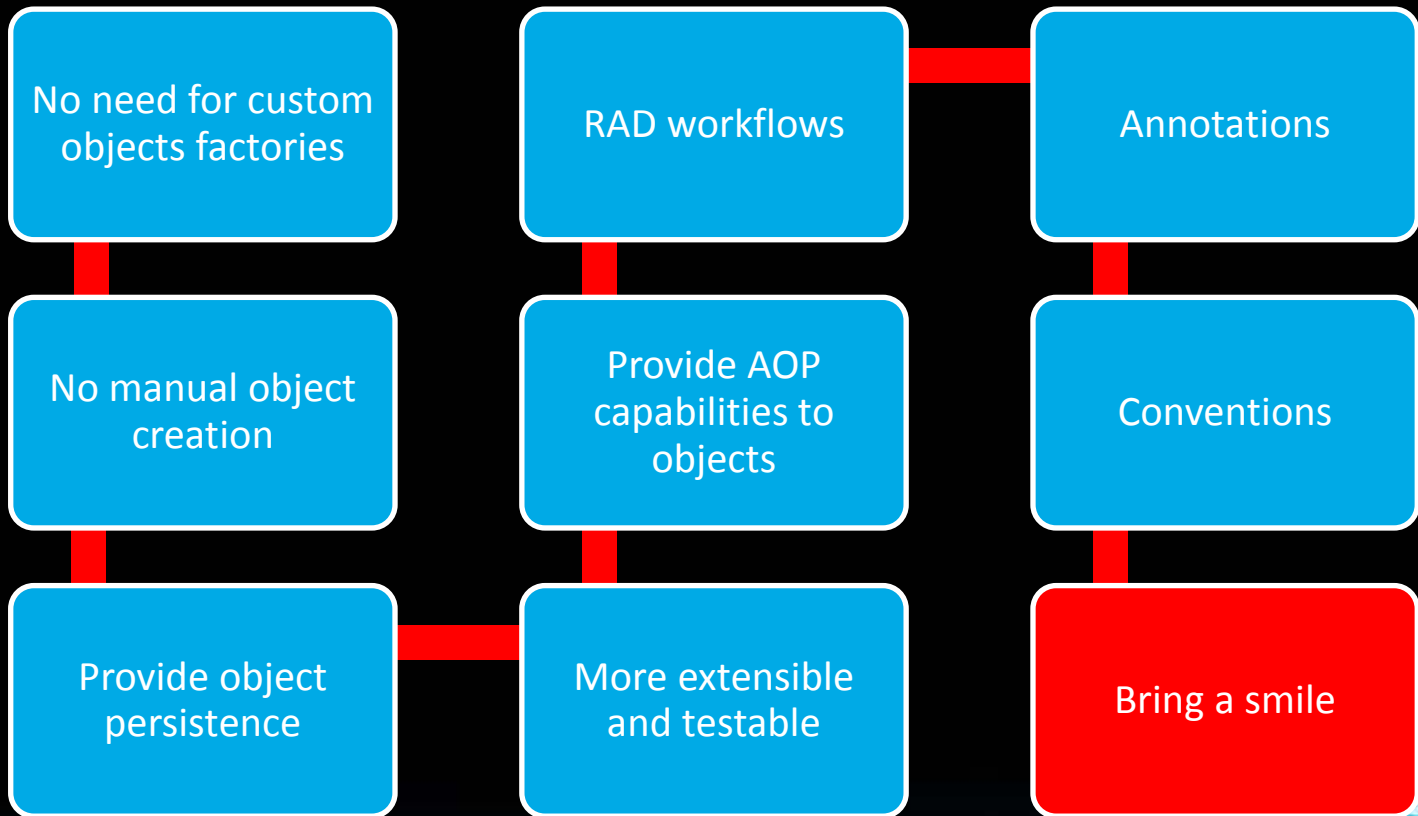 No need for custom
objects factories
No manual object
creation
Provide object
persistence
More extensible
and testable
Provide AOP
capabilities to
objects
RAD workflows
Annotations
Conventions
Bring a smile